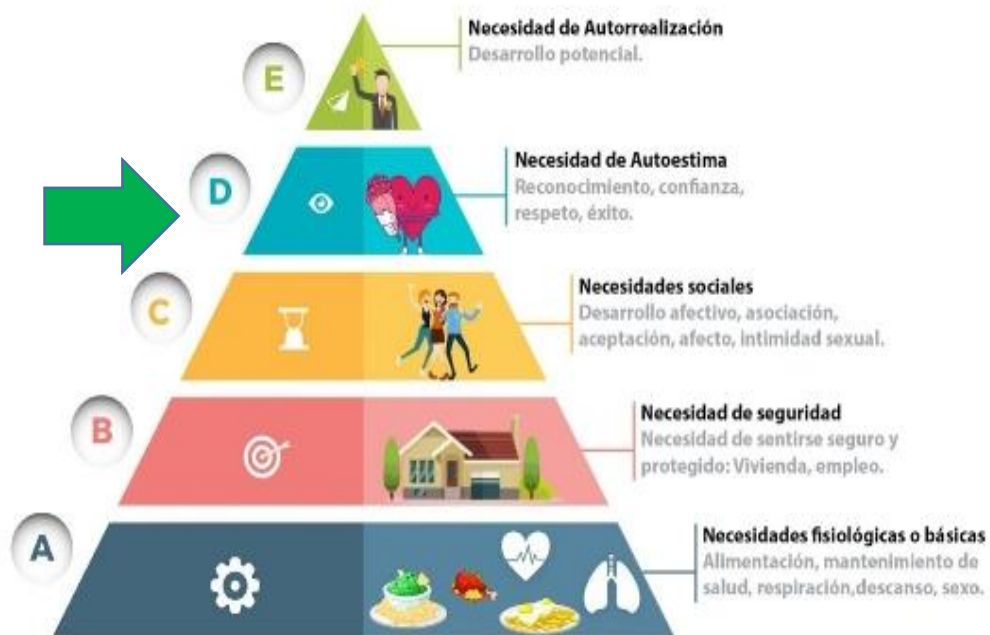 Necesidad de Autorrealización
Desarrollo potencial.
E
Necesidad de Autoestima
Reconocimiento, confianza,
respeto, éxito.
D
Necesidades sociales
Desarrollo afectivo, asociación,
aceptación, afecto, intimidad sexual.
C
Necesidad de seguridad
Necesidad de sentirse seguro y
protegido: Vivienda, empleo.
B
Necesidades fisiológicas o básicas
Alimentación, mantenimiento de
salud, respiración,descanso, sexo.
A